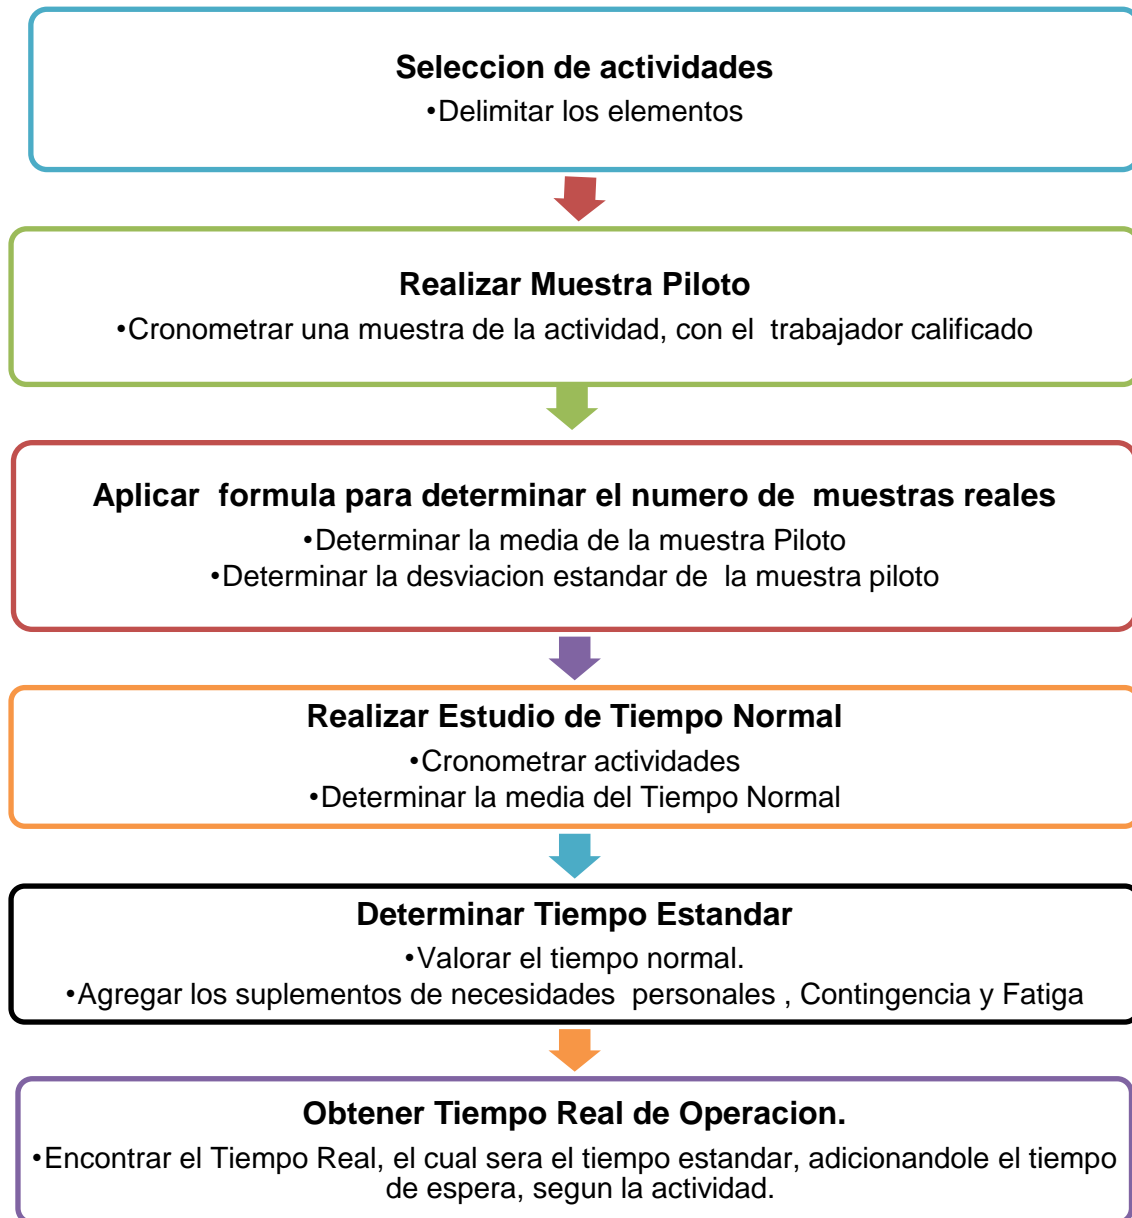 Seleccion de actividades
•Delimitar los elementos
Realizar Muestra Piloto
•Cronometrar una muestra de la actividad, con el  trabajador calificado
Aplicar  formula para determinar el numero de  muestras reales
•Determinar la media de la muestra Piloto
•Determinar la desviacion estandar de  la muestra piloto
Realizar Estudio de Tiempo Normal
•Cronometrar actividades
•Determinar la media del Tiempo Normal
Determinar Tiempo Estandar
•Valorar el tiempo normal.
•Agregar los suplementos de necesidades  personales , Contingencia y Fatiga
Obtener Tiempo Real de Operacion.
•Encontrar el Tiempo Real, el cual sera el tiempo estandar, adicionandole el tiempo
de espera, segun la actividad.